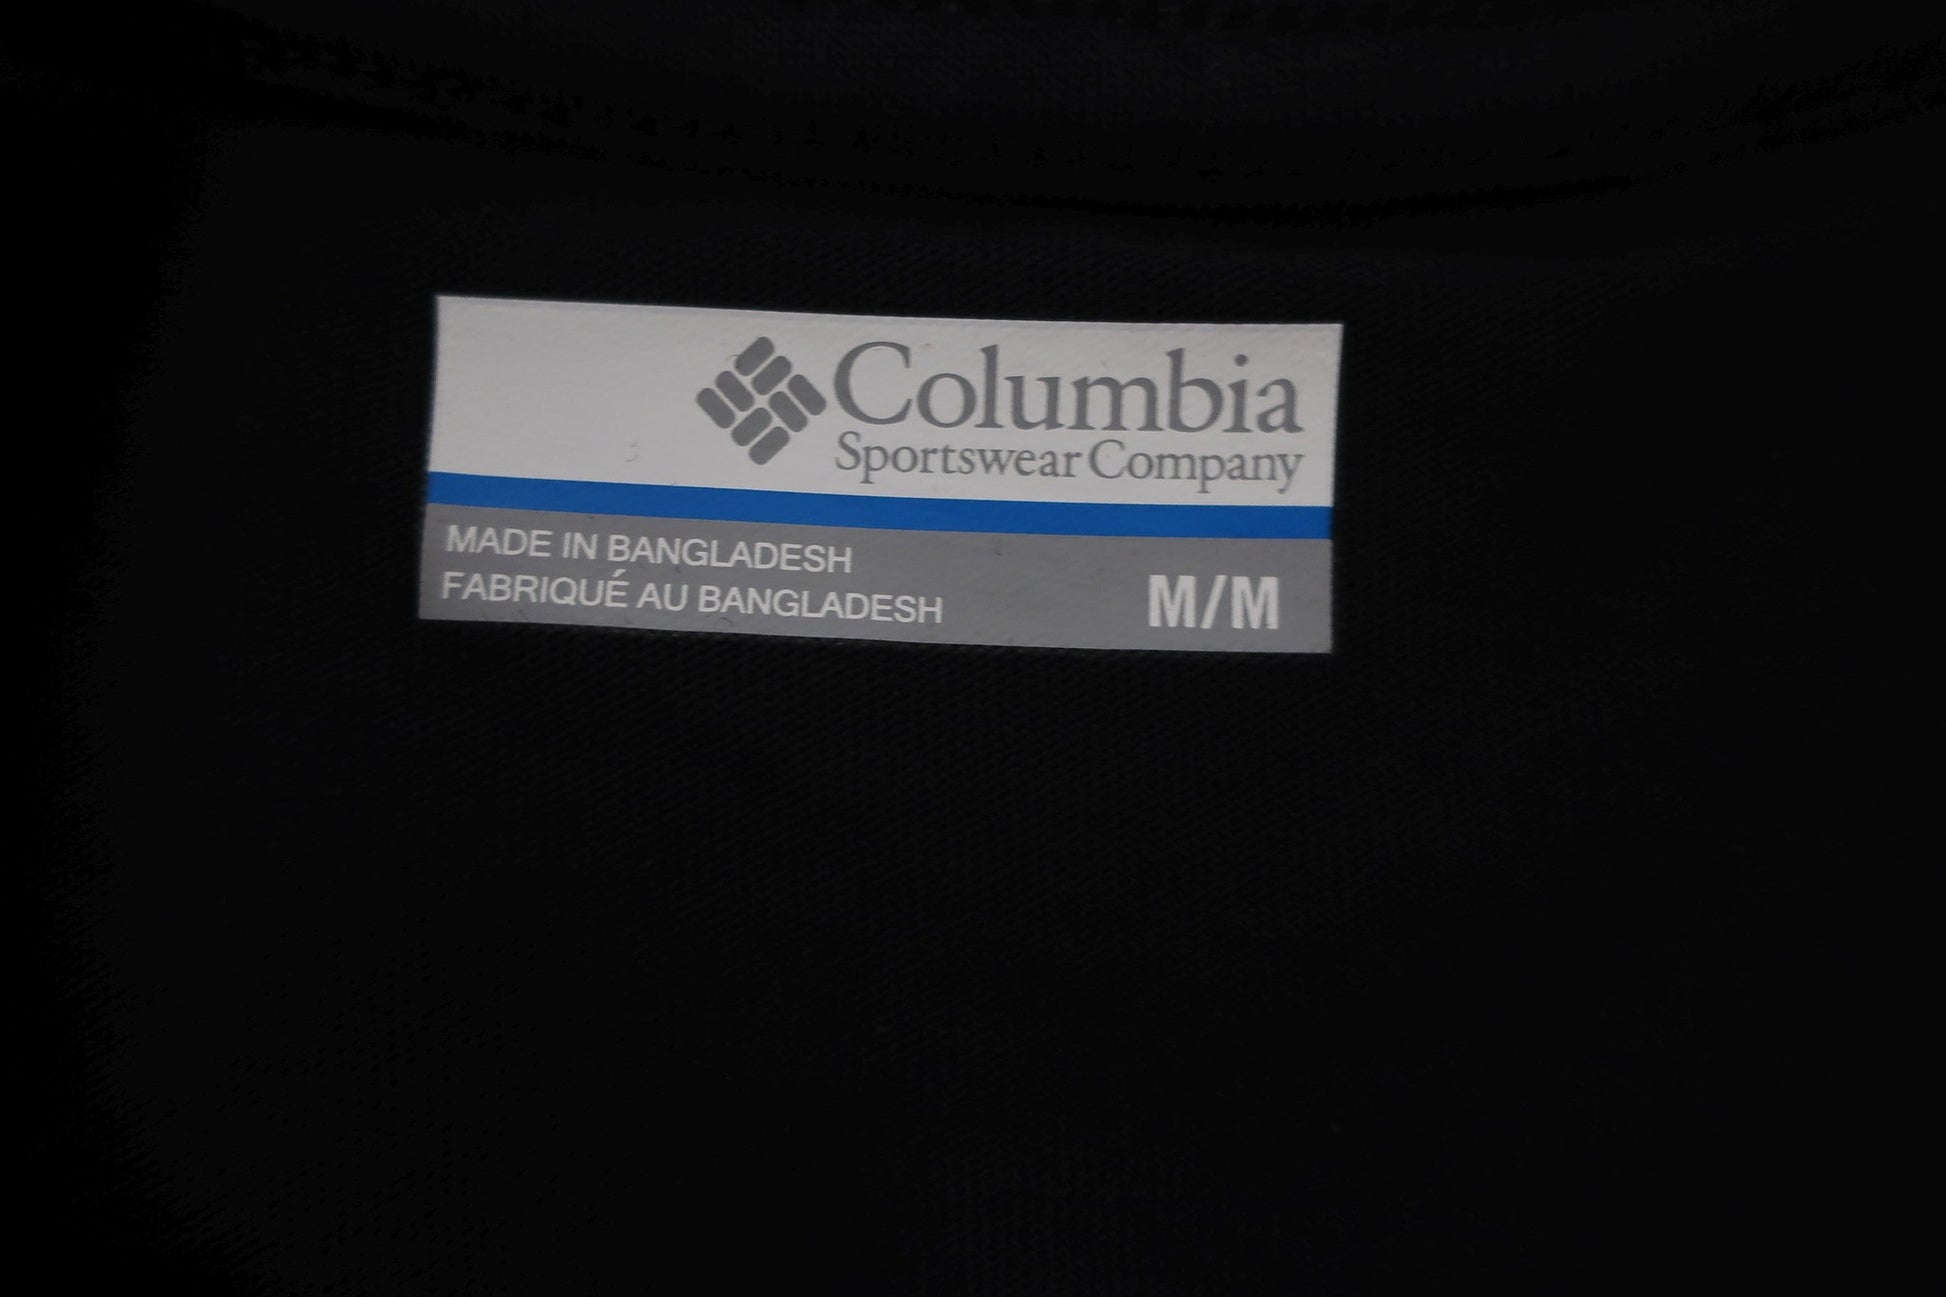 Columbia
Sportswear Company
MADE IN BANGLADESH
FABRIQUÉ AU BANGLADESH
M/M